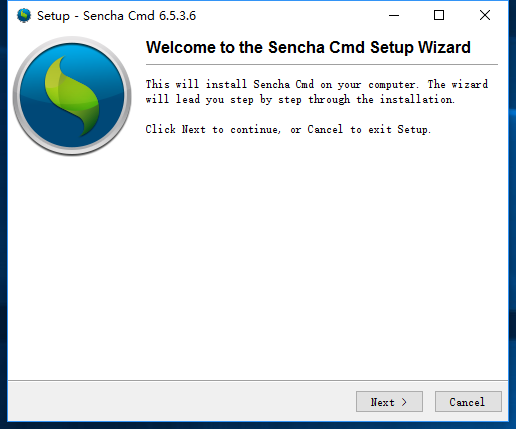 Setup - Sencha Cmd 6.5.3.6
Welcome to the Sencha Cmd Setup Wizard
This will install Sencha Cmd on your computer. The wizard
will lead you step by step through the installation.
Click Next to continue, or Cancel to exit Setup.
Next >
Cancel